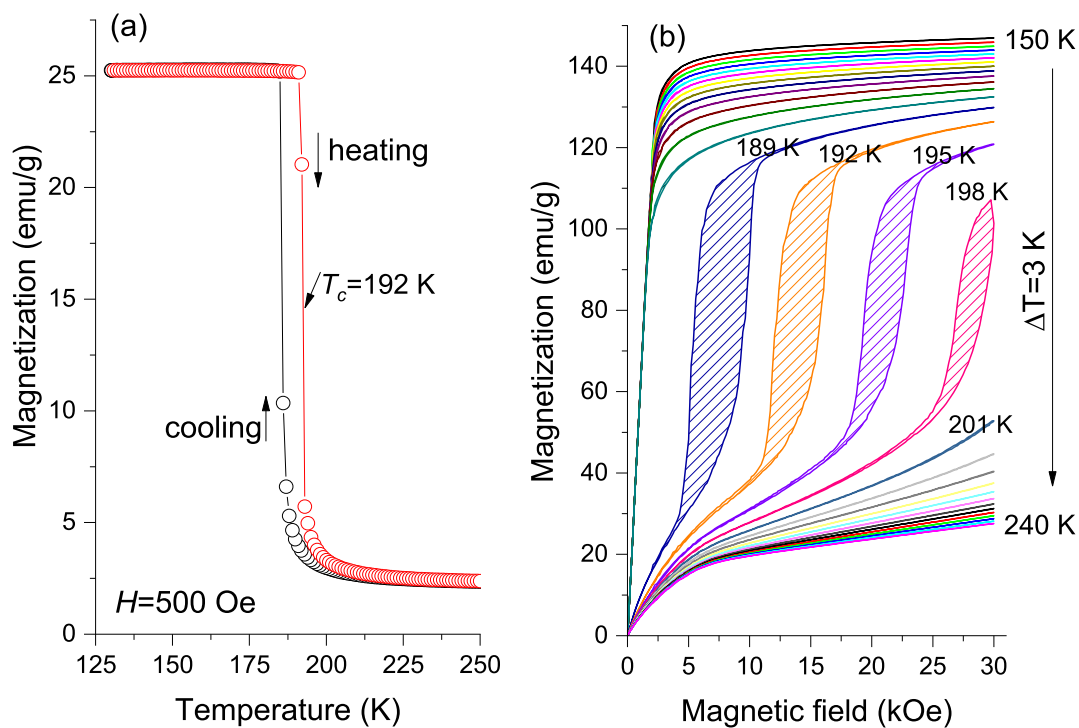 (a)
30
25
20
15
10
5
0
125
150
175
200
225
250
Magnetization (emu/g)
Temperature (K)
heating
T_c=192 K
cooling
H=500 Oe
(b)
140
120
100
80
60
40
20
0
0
5
10
15
20
25
30
Magnetization (emu/g)
Magnetic field (kOe)
150 K
189 K
192 K
195 K
198 K
201 K
240 K
ΔT=3 K